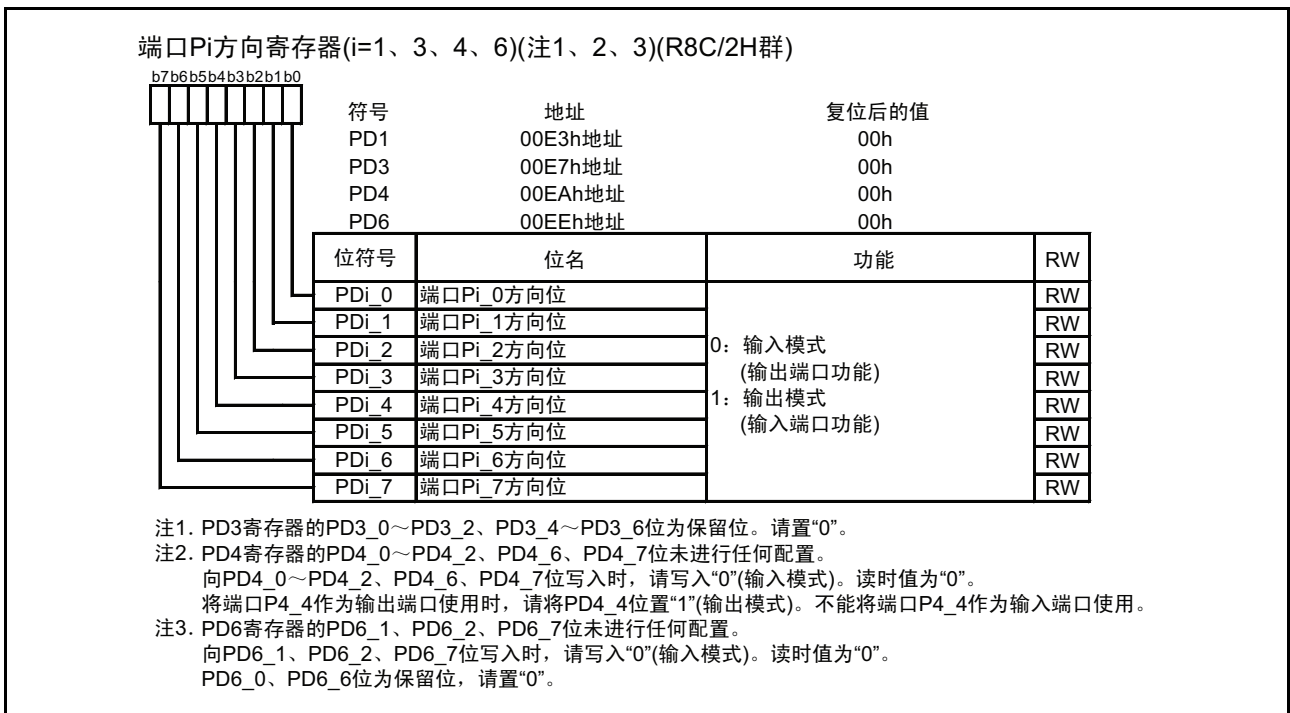 端口Pi方向寄存器(i=1、3、4、6)(注1、2、3)(R8C/2H群)
b7b6b5b4b3b2b1b0
符号 地址 复位后的值
PD1 00E3h地址 00h
PD3 00E7h地址 00h
PD4 00EAh地址 00h
PD6 00EEh地址 00h
位符号 位名 功能 RW
PDi_0 端口Pi_0方向位 RW
PDi_1 端口Pi_1方向位 RW
PDi_2 端口Pi_2方向位 RW
PDi_3 端口Pi_3方向位 RW
PDi_4 端口Pi_4方向位 RW
PDi_5 端口Pi_5方向位 RW
PDi_6 端口Pi_6方向位 RW
PDi_7 端口Pi_7方向位 RW
0：输入模式
(输出端口功能)
1：输出模式
(输入端口功能)
注1. PD3寄存器的PD3_0～PD3_2、PD3_4～PD3_6位为保留位。请置“0”。
注2. PD4寄存器的PD4_0～PD4_2、PD4_6、PD4_7位未进行任何配置。
向PD4_0～PD4_2、PD4_6、PD4_7位写入时，请写入“0”(输入模式)。读时值为“0”。
将端口P4_4作为输出端口使用时，请将PD4_4位置“1”(输出模式)。不能将端口P4_4作为输入端口使用。
注3. PD6寄存器的PD6_1、PD6_2、PD6_7位未进行任何配置。
向PD6_1、PD6_2、PD6_7位写入时，请写入“0”(输入模式)。读时值为“0”。
PD6_0、PD6_6位为保留位，请置“0”。